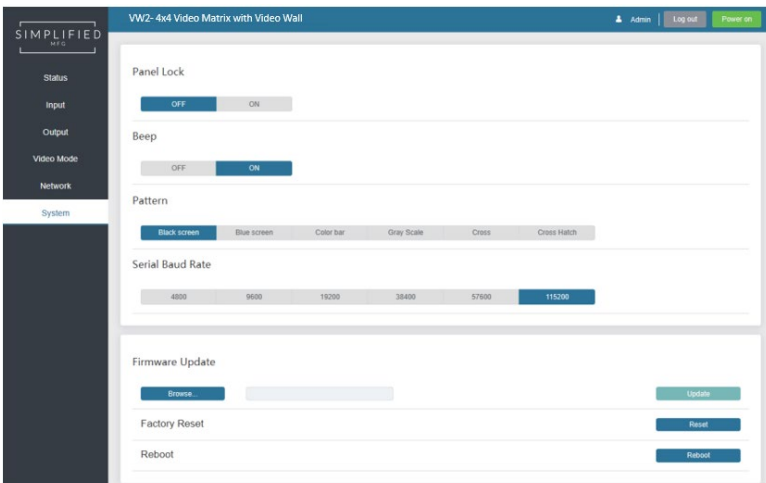 SIMPLIFIED
MFG
VW2- 4x4 Video Matrix with Video Wall
Admin
Log out
Power on
Status
Input
Output
Video Mode
Network
System
Panel Lock
OFF ON
Beep
OFF ON
Pattern
Black screen Blue screen Color bar Gray Scale Cross Cross Hatch
Serial Baud Rate
4800 9600 19200 38400 57600 115200
Firmware Update
Browse... Update
Factory Reset Reset
Reboot Reboot